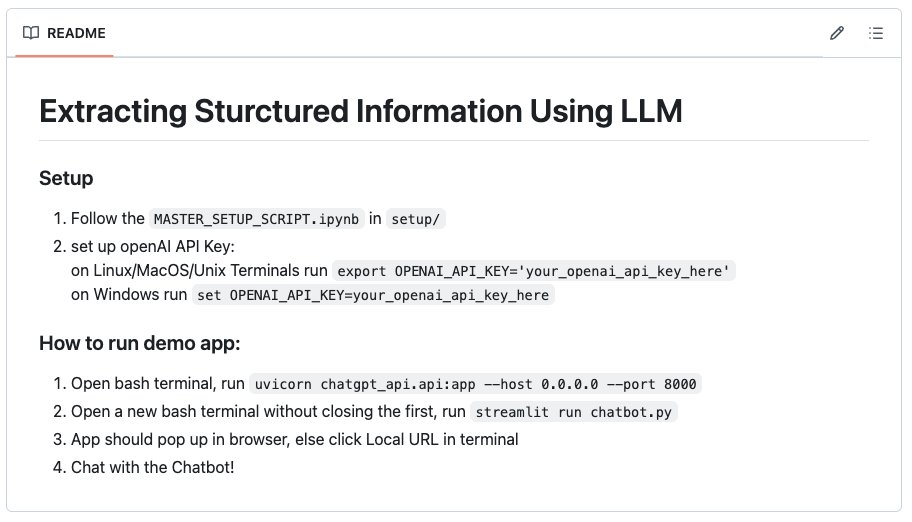 README
Extracting Sturctured Information Using LLM
Setup
1. Follow the MASTER_SETUP_SCRIPT.ipynb in setup/
2. set up openAI API Key:
on Linux/MacOS/Unix Terminals run export OPENAI_API_KEY='your_openai_api_key_here'
on Windows run set OPENAI_API_KEY=your_openai_api_key_here
How to run demo app:
1. Open bash terminal, run uvicorn chatgpt_api.api:app --host 0.0.0.0 --port 8000
2. Open a new bash terminal without closing the first, run streamlit run chatbot.py
3. App should pop up in browser, else click Local URL in terminal
4. Chat with the Chatbot!